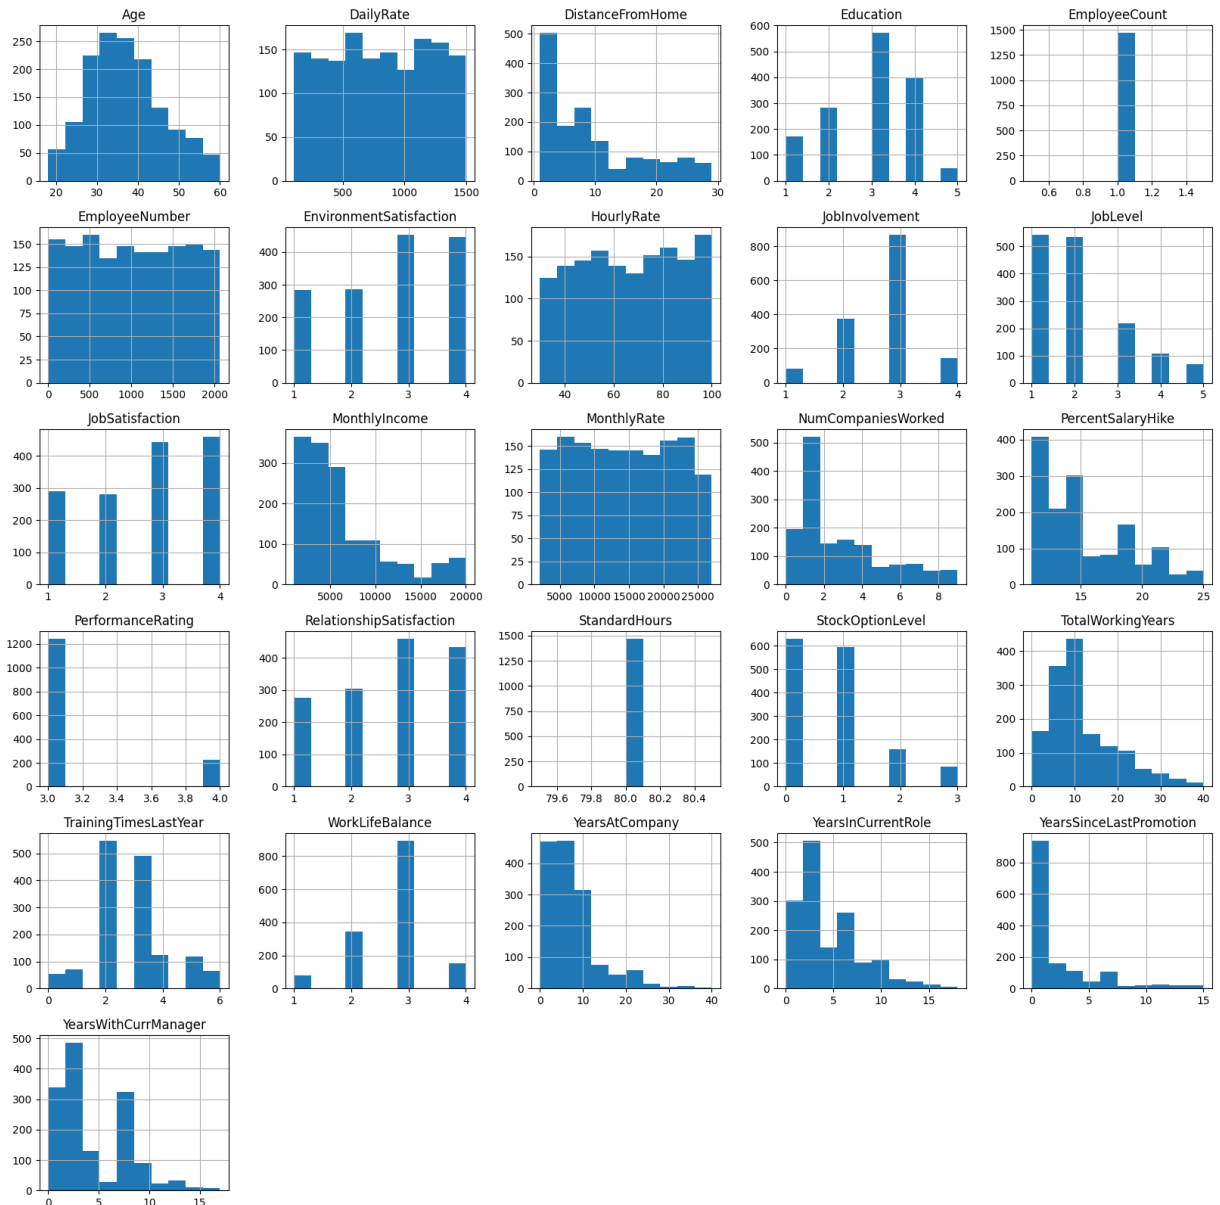 Age DailyRate DistanceFromHome Education EmployeeCount
250 200 150 100 50 0
20 30 40 50 60
150 100 50 0
500 1000 1500
500 400 300 200 100 0
0 10 20 30
600 500 400 300 200 100 0
1 2 3 4 5
1500 1250 1000 750 500 250 0
0.6 0.8 1.0 1.2 1.4
EmployeeNumber EnvironmentSatisfaction HourlyRate JobInvolvement JobLevel
150 125 100 75 50 25 0
0 500 1000 1500 2000
400 300 200 100 0
1 2 3 4
150 100 50 0
40 60 80 100
800 600 400 200 0
1 2 3 4
500 400 300 200 100 0
1 2 3 4 5
JobSatisfaction MonthlyIncome MonthlyRate NumCompaniesWorked PercentSalaryHike
400 300 200 100 0
1 2 3 4
300 200 100 0
5000 10000 15000 20000
150 125 100 75 50 25 0
5000 10000 15000 20000 25000
500 400 300 200 100 0
0 2 4 6 8
400 300 200 100 0
15 20 25
PerformanceRating RelationshipSatisfaction StandardHours StockOptionLevel TotalWorkingYears
1200 1000 800 600 400 200 0
3.0 3.2 3.4 3.6 3.8 4.0
400 300 200 100 0
1 2 3 4
1500 1250 1000 750 500 250 0
79.6 79.8 80.0 80.2 80.4
600 500 400 300 200 100 0
0 1 2 3
400 300 200 100 0
0 10 20 30 40
TrainingTimesLastYear WorkLifeBalance YearsAtCompany YearsInCurrentRole YearsSinceLastPromotion
500 400 300 200 100 0
0 2 4 6
800 600 400 200 0
1 2 3 4
400 300 200 100 0
0 10 20 30 40
500 400 300 200 100 0
0 5 10 15
800 600 400 200 0
0 5 10 15
YearsWithCurrManager
500 400 300 200 100 0
0 5 10 15